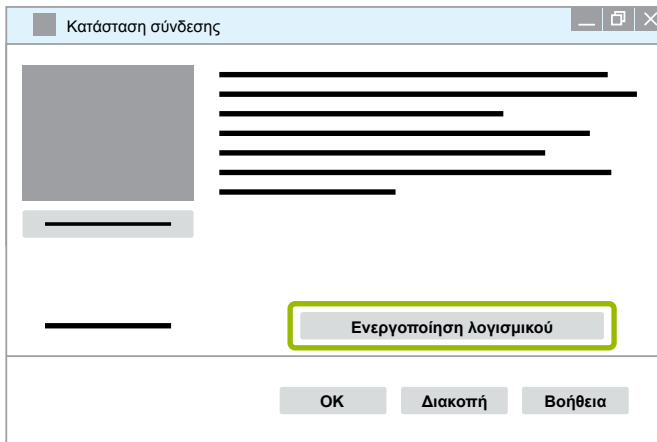 Κατάσταση σύνδεσης
Ενεργοποίηση λογισμικού
OK
Διακοπή
Βοήθεια